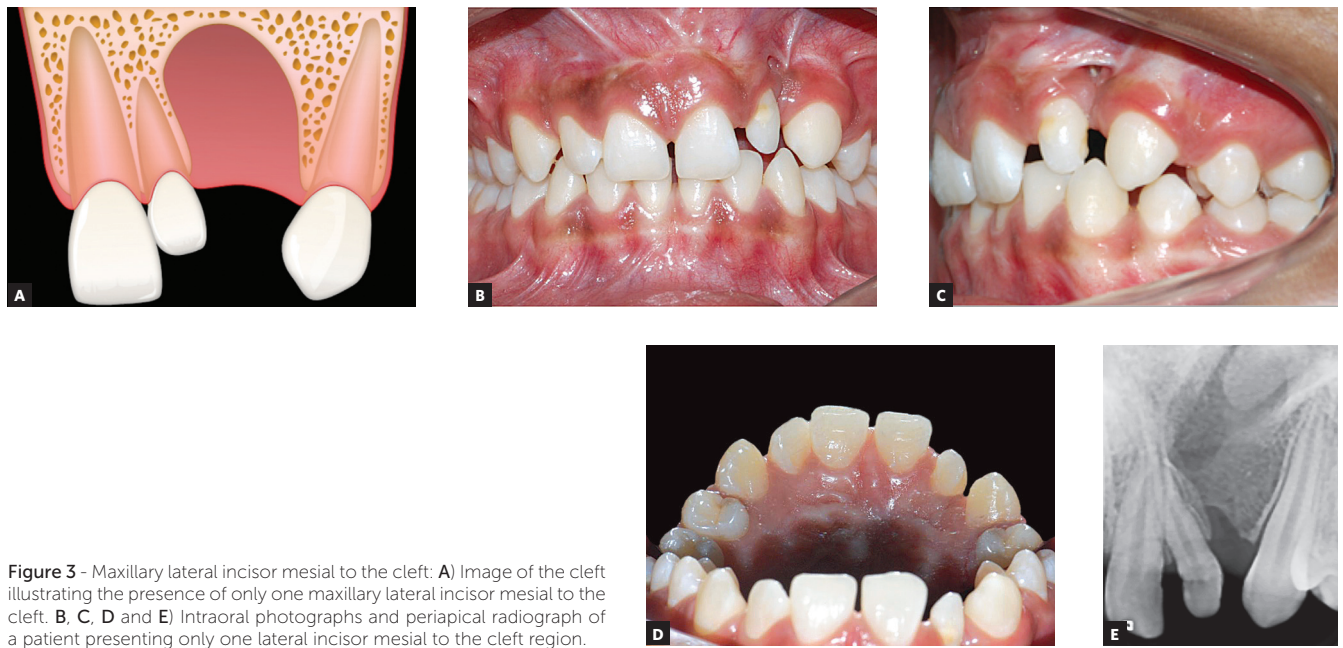 A
B
C
D
E
Figure 3 - Maxillary lateral incisor mesial to the cleft: A) Image of the cleft
illustrating the presence of only one maxillary lateral incisor mesial to the
cleft. B, C, D and E) Intraoral photographs and periapical radiograph of
a patient presenting only one lateral incisor mesial to the cleft region.